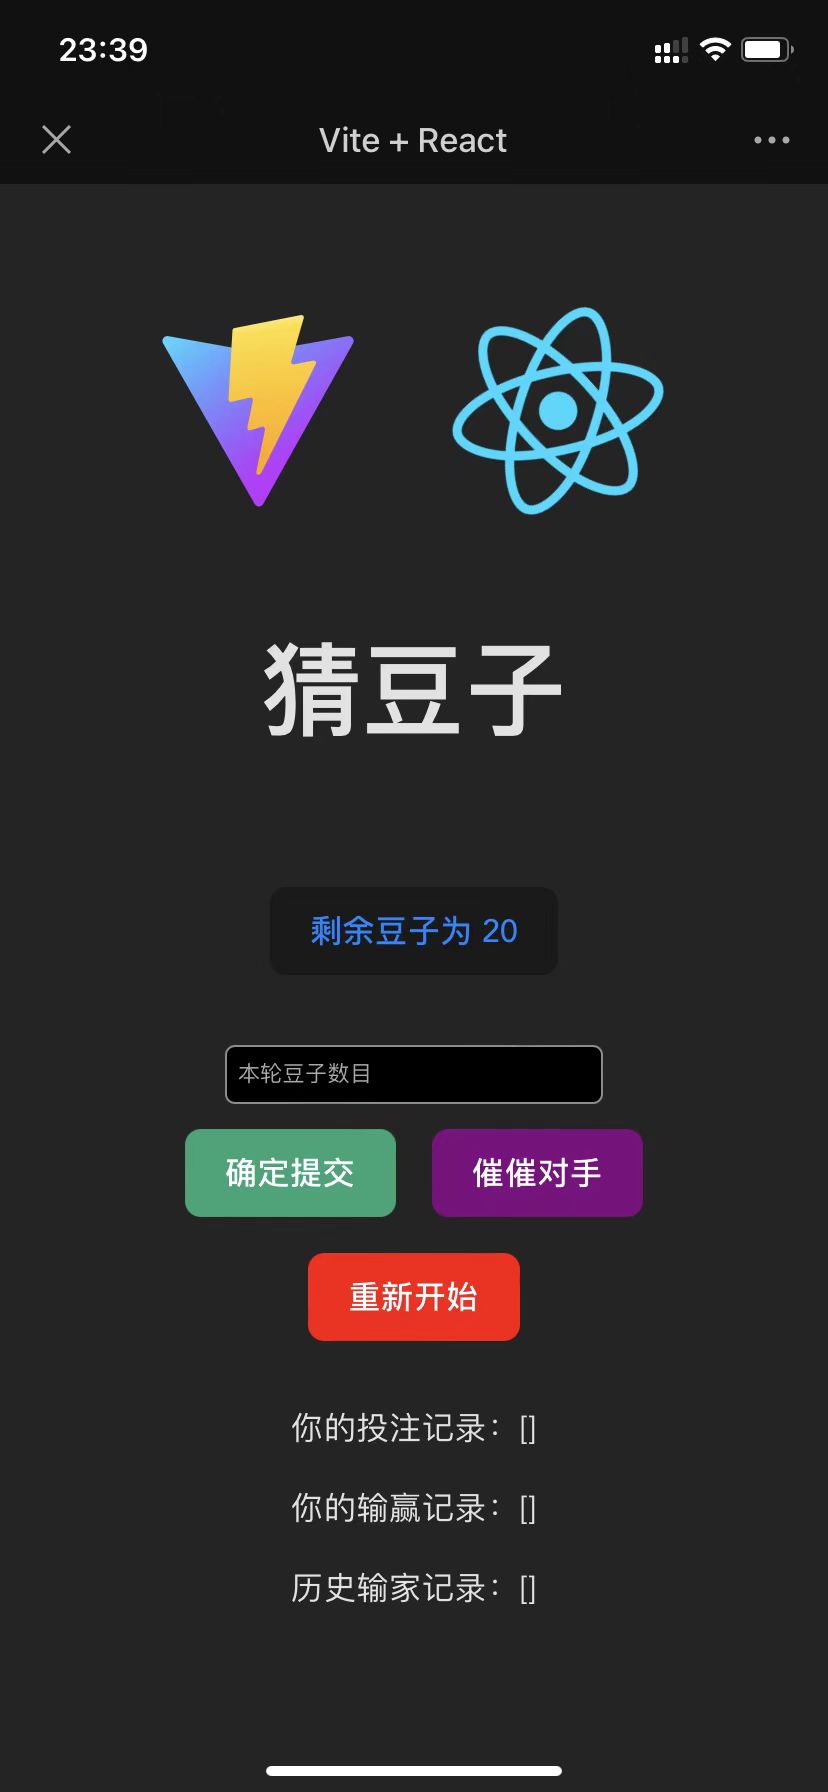 23:39
Vite + React
猜豆子
剩余豆子为 20
本轮豆子数目
确定提交
催催对手
重新开始
你的投注记录：[]
你的输赢记录：[]
历史输家记录：[]